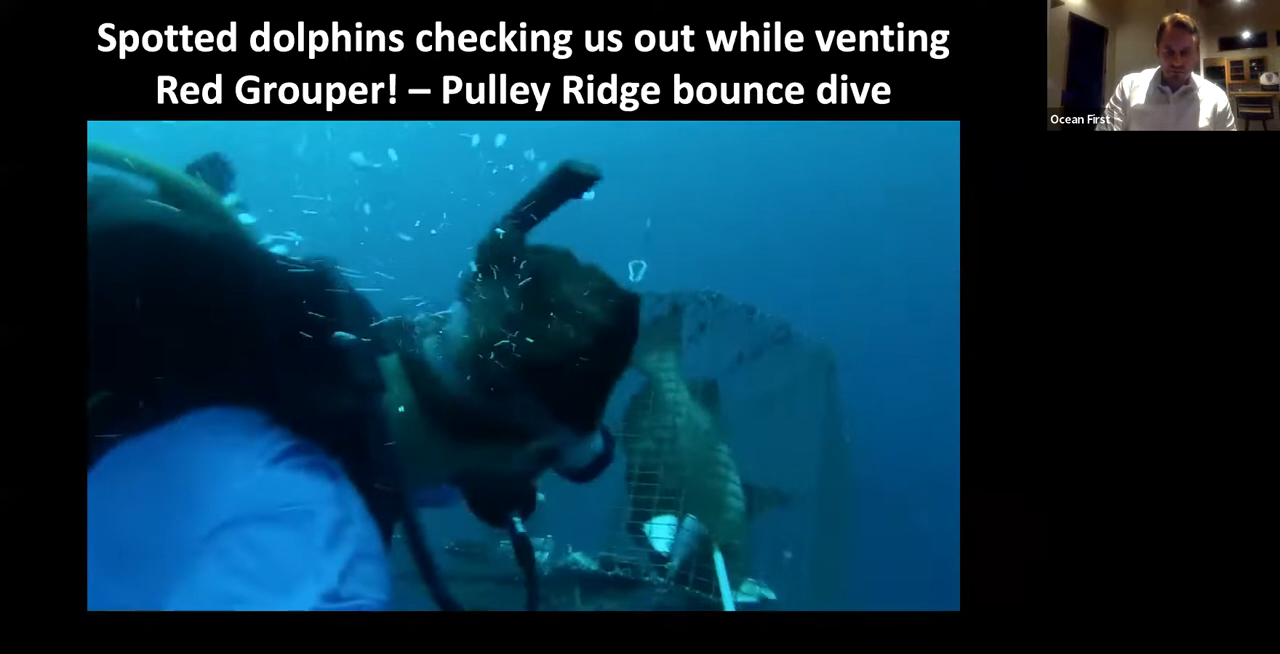 Spotted dolphins checking us out while venting
Red Grouper! – Pulley Ridge bounce dive
Ocean First